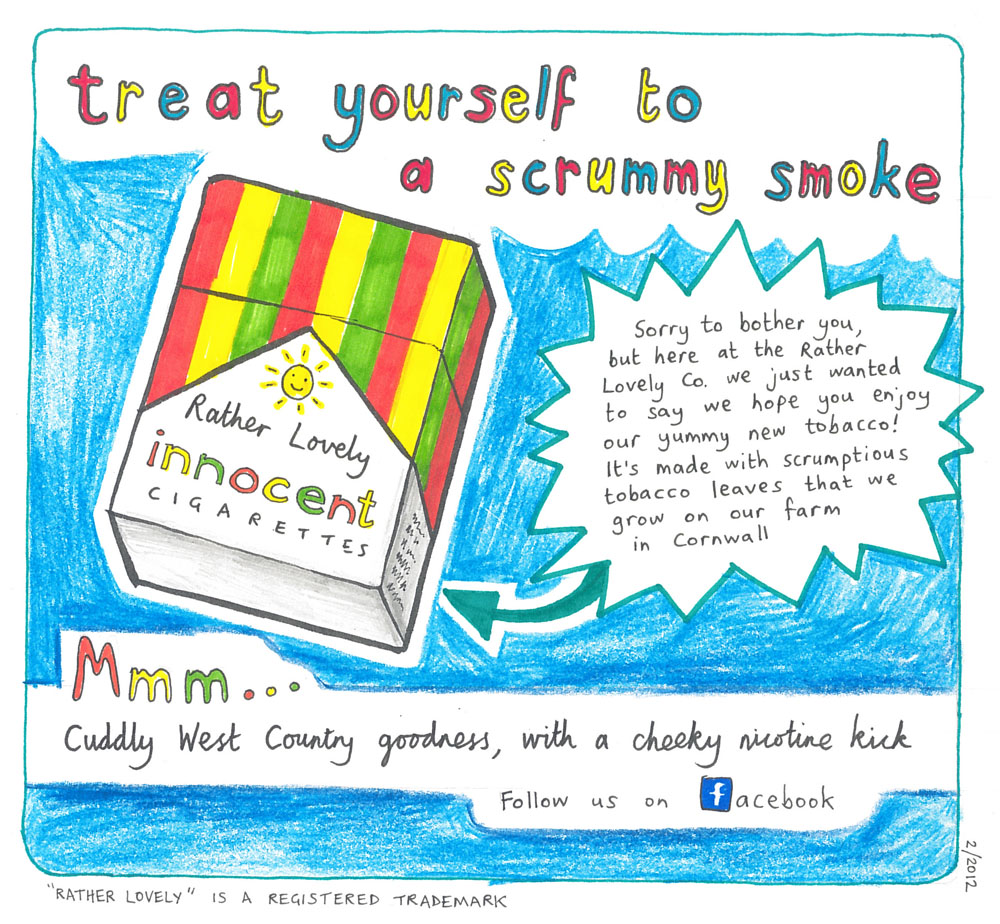 treat yourself to
a scrummy smoke
Rather Lovely
innocent
CIGARETTES
Sorry to bother you,
but here at the Rather
Lovely Co. we just wanted
to say we hope you enjoy
our yummy new tobacco!
It's made with scrumptious
tobacco leaves that we
grow on our farm
in Cornwall
Mmm...
Cuddly West Country goodness, with a cheeky nicotine kick
Follow us on facebook
2/2012
"RATHER LOVELY" IS A REGISTERED TRADEMARK